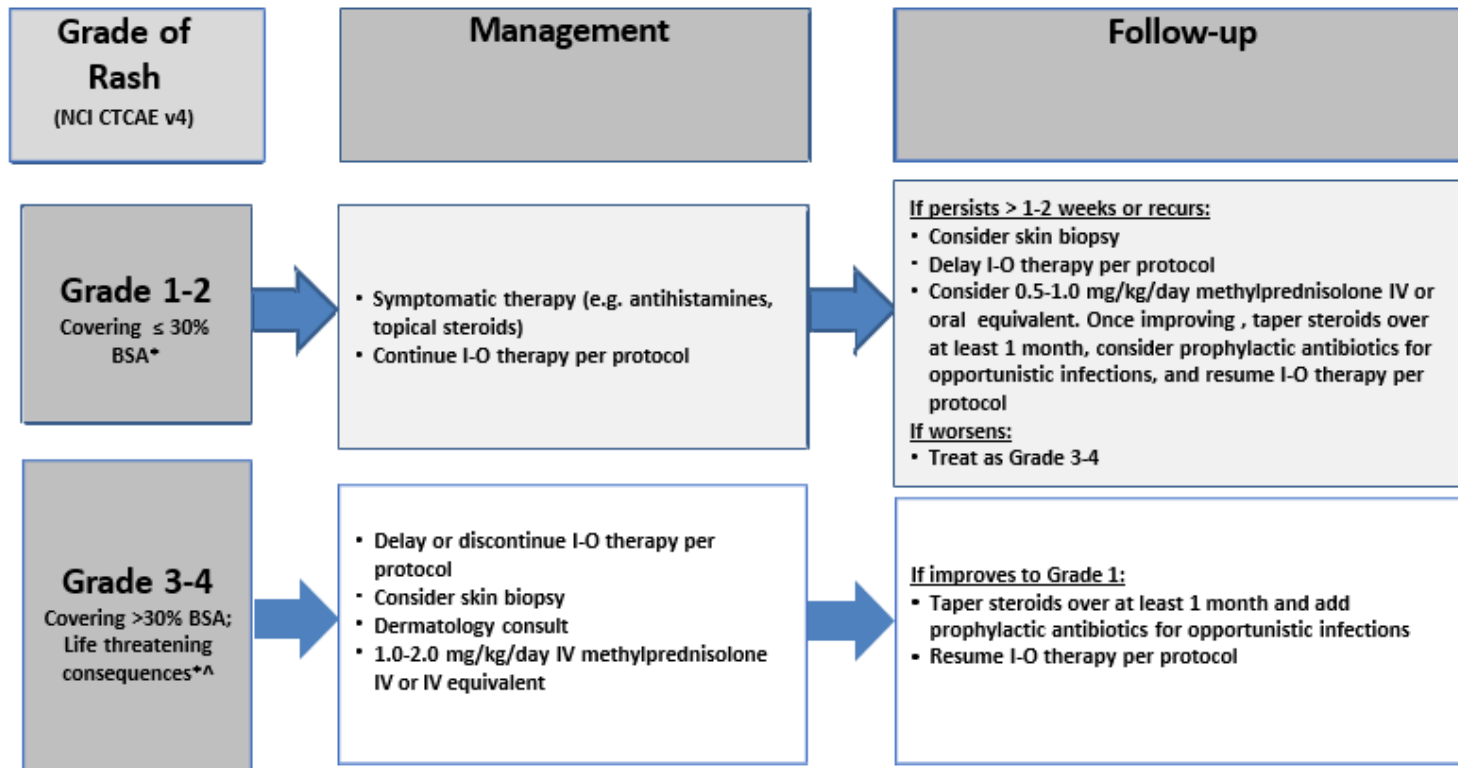 Grade of
Rash
(NCI CTCAE v4)
Management
Follow-up
Grade 1-2
Covering ≤ 30%
BSA*
• Symptomatic therapy (e.g. antihistamines,
topical steroids)
• Continue I-O therapy per protocol
If persists > 1-2 weeks or recurs:
• Consider skin biopsy
• Delay I-O therapy per protocol
• Consider 0.5-1.0 mg/kg/day methylprednisolone IV or
oral equivalent. Once improving , taper steroids over
at least 1 month, consider prophylactic antibiotics for
opportunistic infections, and resume I-O therapy per
protocol
If worsens:
• Treat as Grade 3-4
Grade 3-4
Covering >30% BSA;
Life threatening
consequences*^
• Delay or discontinue I-O therapy per
protocol
• Consider skin biopsy
• Dermatology consult
• 1.0-2.0 mg/kg/day IV methylprednisolone
IV or IV equivalent
If improves to Grade 1:
• Taper steroids over at least 1 month and add
prophylactic antibiotics for opportunistic infections
• Resume I-O therapy per protocol